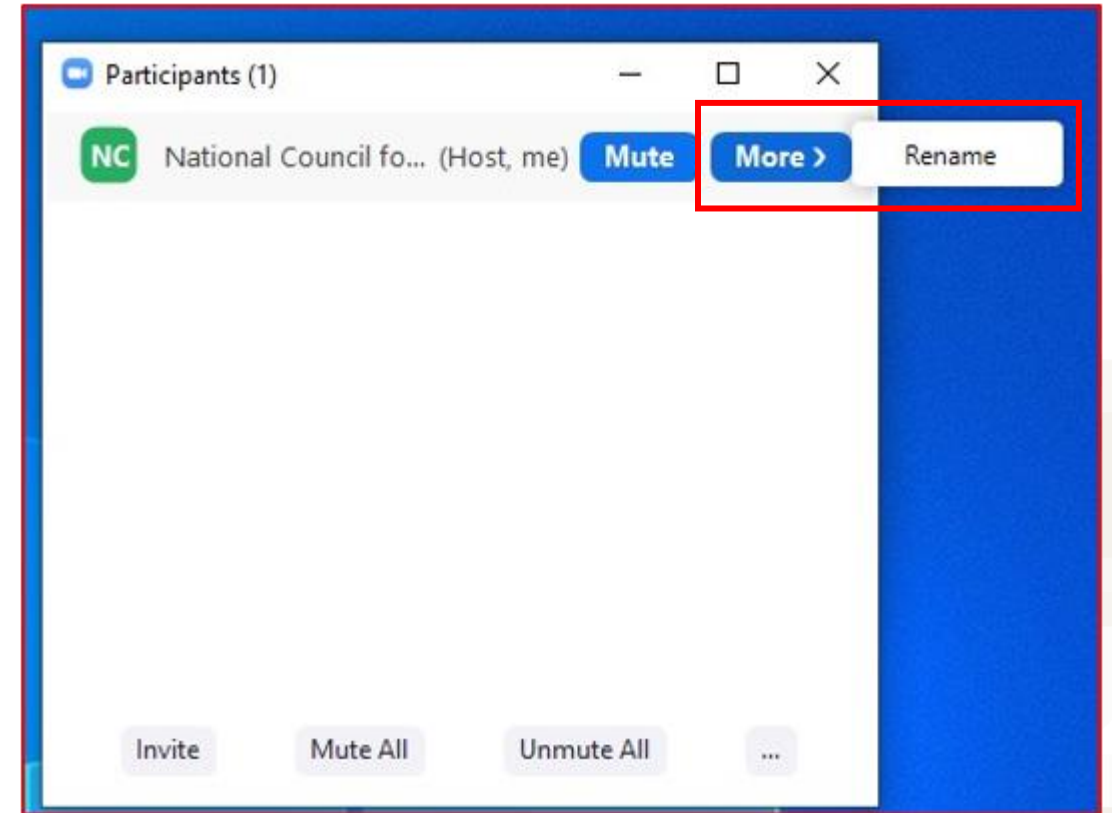 Participants (1)
NC National Council fo... (Host, me) Mute More > Rename
Invite Mute All Unmute All ...